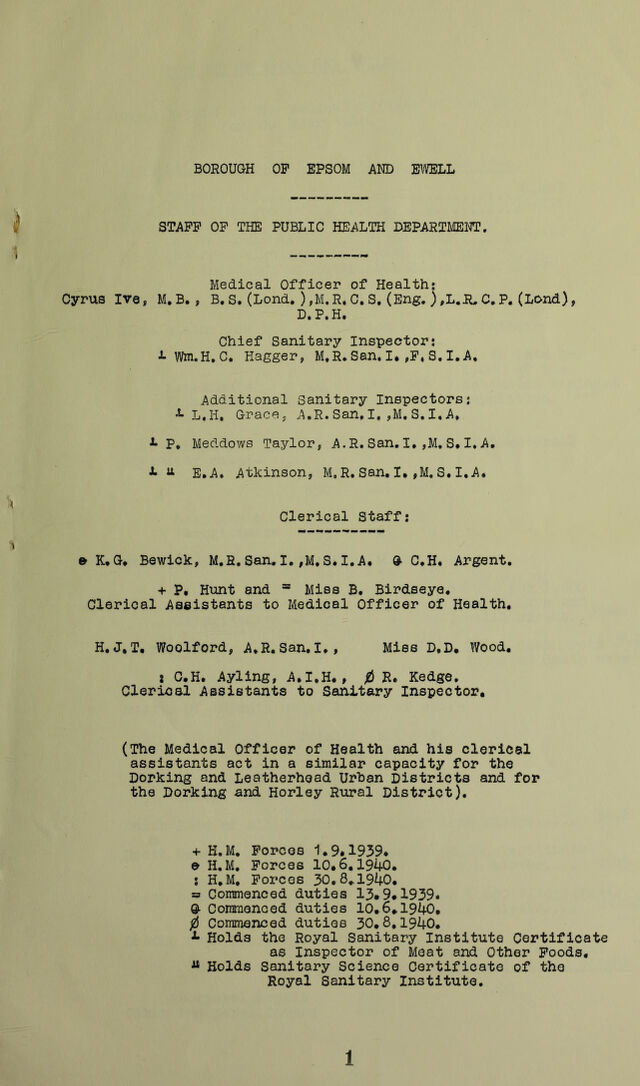 BOROUGH OF EPSOM AND EWELL
---------
STAFF OF THE PUBLIC HEALTH DEPARTMENT.
---------
Medical Officer of Health:
Cyrus Ive, M.B., B.S.(Lond.),M.R.C.S.(Eng.),L.R.C.P.(Lond),
D.P.H.
Chief Sanitary Inspector:
⊥ Wm.H.C. Hagger, M.R.San.I.,F.S.I.A.
Additional Sanitary Inspectors:
⊥ L.H. Grace, A.R.San.I.,M.S.I.A.
⊥ P. Meddows Taylor, A.R.San.I.,M.S.I.A.
⊥ ⵡ E.A. Atkinson, M.R.San.I.,M.S.I.A.
Clerical Staff:
----------
@ K.G. Bewick, M.R.San.I.,M.S.I.A. & C.H. Argent.
+ P. Hunt and = Miss B. Birdseye.
Clerical Assistants to Medical Officer of Health.
H.J.T. Woolford, A.R.San.I., Miss D.D. Wood.
: C.H. Ayling, A.I.H., Ø R. Kedge.
Clerical Assistants to Sanitary Inspector.
(The Medical Officer of Health and his clerical
assistants act in a similar capacity for the
Dorking and Leatherhead Urban Districts and for
the Dorking and Horley Rural District).
+ H.M. Forces 1.9.1939.
@ H.M. Forces 10.6.1940.
: H.M. Forces 30.8.1940.
= Commenced duties 13.9.1939.
& Commenced duties 10.6.1940.
Ø Commenced duties 30.8.1940.
⊥ Holds the Royal Sanitary Institute Certificate
as Inspector of Meat and Other Foods.
ⵡ Holds Sanitary Science Certificate of the
Royal Sanitary Institute.
1